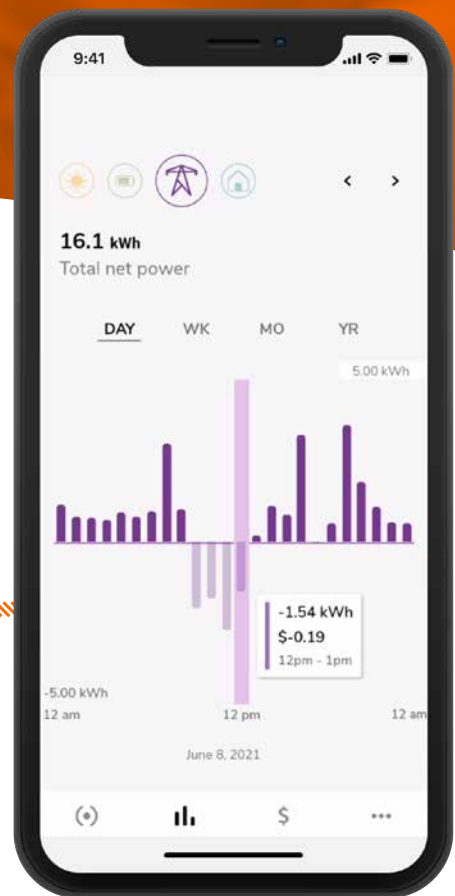 9:41
16.1 kWh
Total net power
DAY WK MO YR
5.00 kWh
-1.54 kWh
$-0.19
12pm - 1pm
-5.00 kWh
12 am 12 pm 12 am
June 8, 2021
$